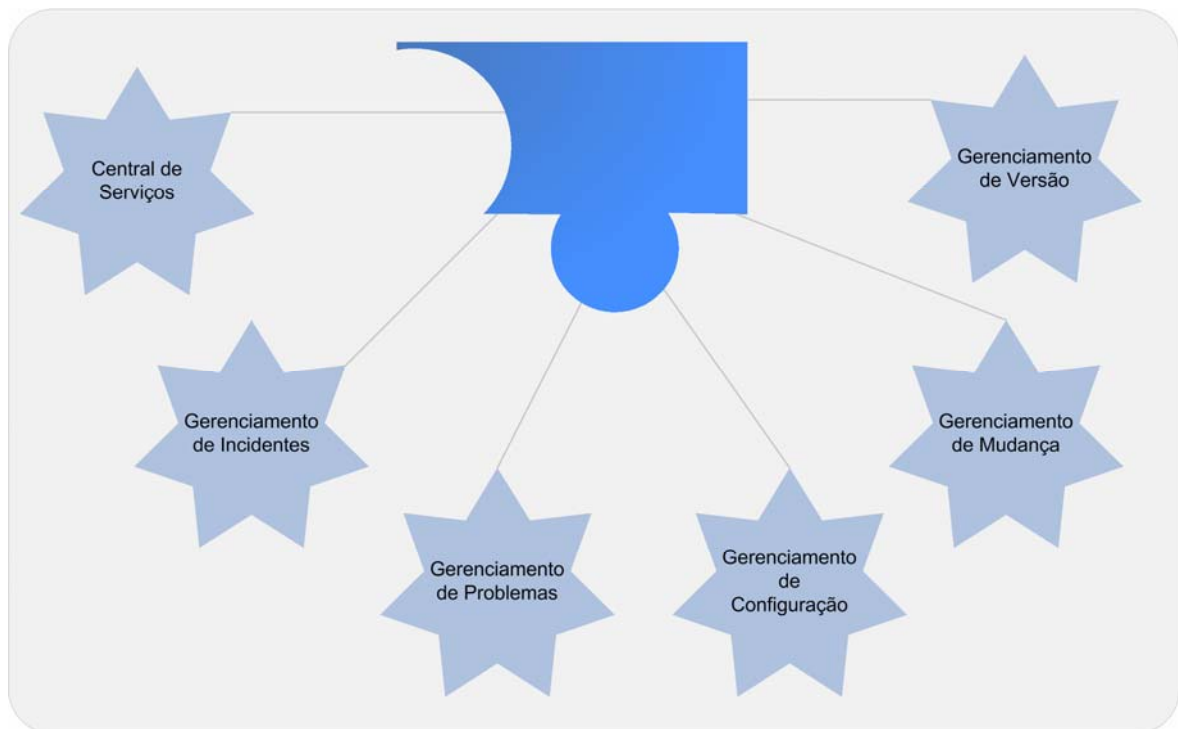 Central de
Serviços
Gerenciamento
de Versão
Gerenciamento
de Incidentes
Gerenciamento
de Mudança
Gerenciamento
de Problemas
Gerenciamento
de
Configuração